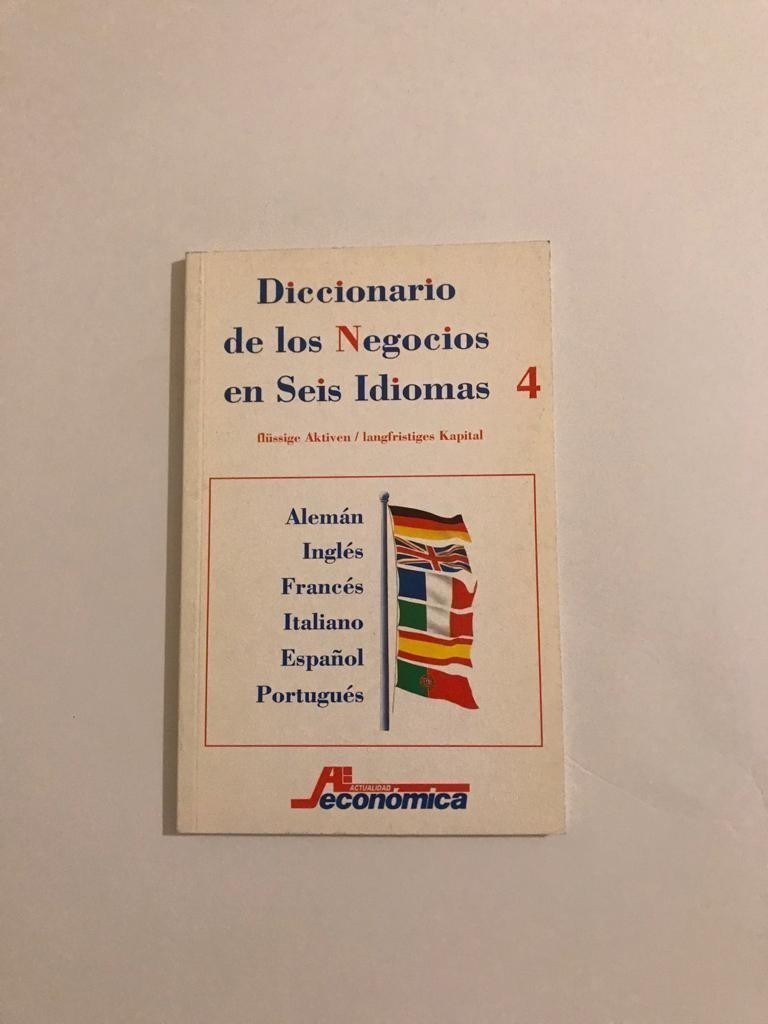 Diccionario
de los Negocios
en Seis Idiomas 4
flüssige Aktiven / langfristiges Kapital
Alemán
Inglés
Francés
Italiano
Español
Portugués
AE
ACTUALIDAD
económica